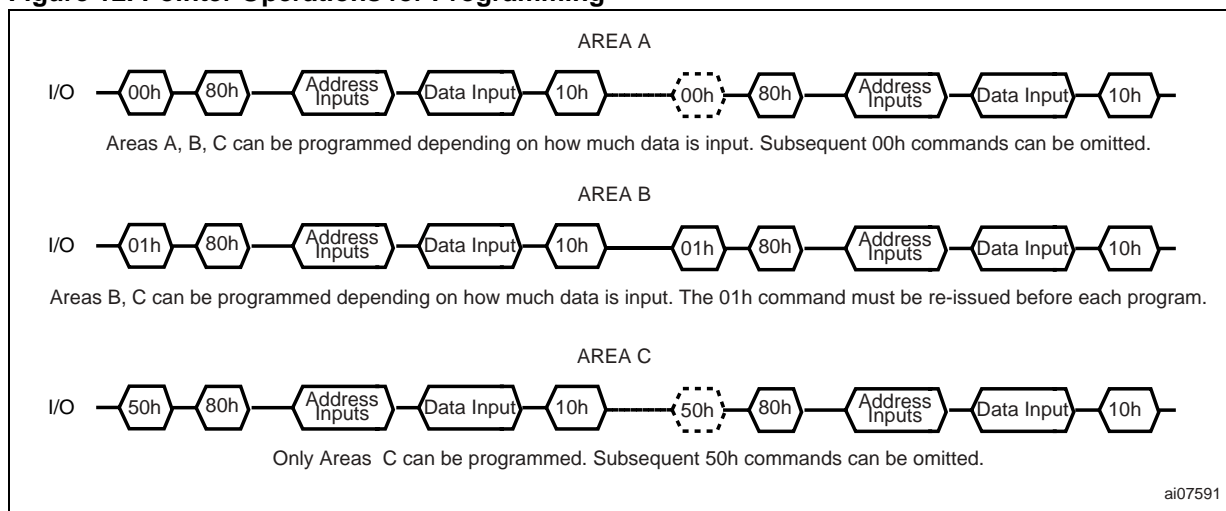 Figure 12. Pointer Operations for Programming
AREA A
I/O 00h 80h Address Inputs Data Input 10h 00h 80h Address Inputs Data Input 10h
Areas A, B, C can be programmed depending on how much data is input. Subsequent 00h commands can be omitted.
AREA B
I/O 01h 80h Address Inputs Data Input 10h 01h 80h Address Inputs Data Input 10h
Areas B, C can be programmed depending on how much data is input. The 01h command must be re-issued before each program.
AREA C
I/O 50h 80h Address Inputs Data Input 10h 50h 80h Address Inputs Data Input 10h
Only Areas C can be programmed. Subsequent 50h commands can be omitted.
ai07591